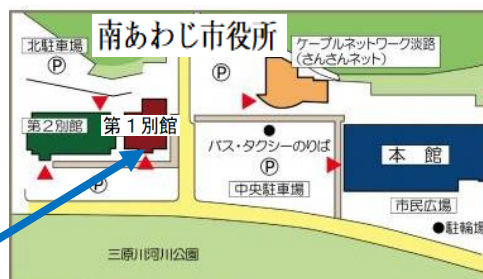 南あわじ市役所
北駐車場
Ⓟ
Ⓟ
ケーブルネットワーク淡路
(さんさんネット)
第2別館
第1別館
バス・タクシーのりば
Ⓟ
中央駐車場
本館
Ⓟ
市民広場
駐輪場
三原川河川公園